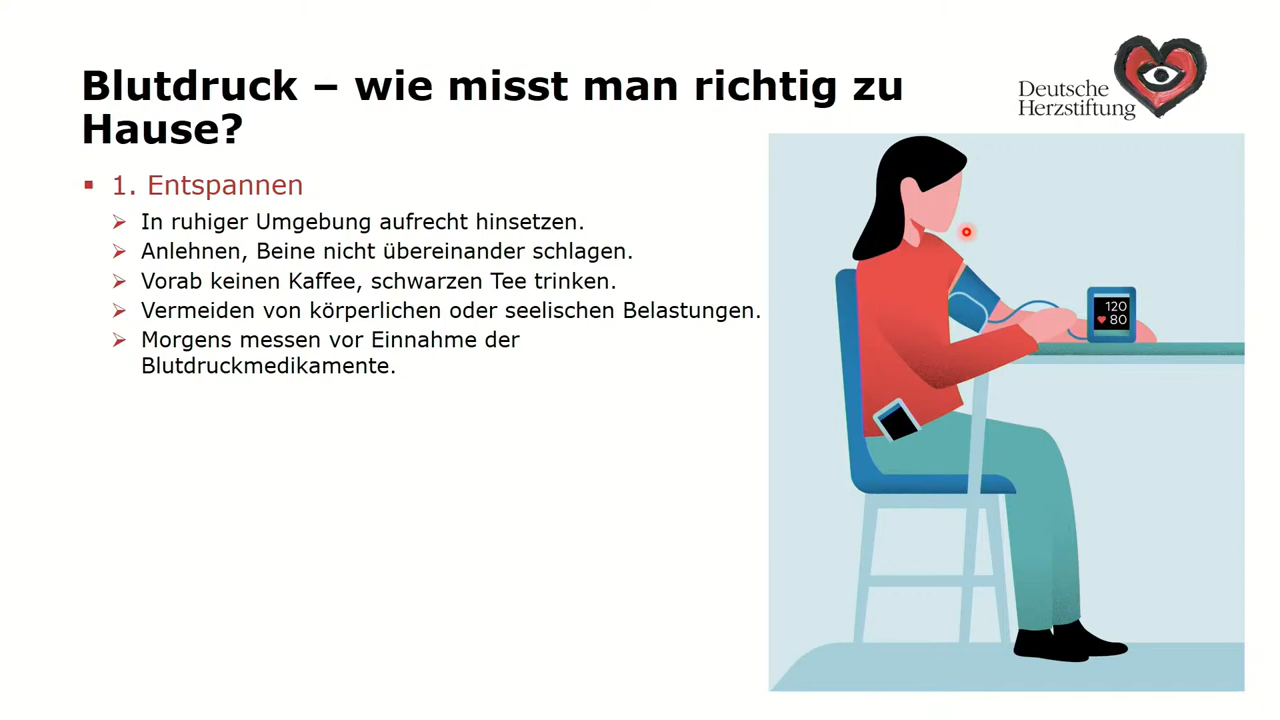 Blutdruck – wie misst man richtig zu
Hause?
Deutsche
Herzstiftung
1. Entspannen
In ruhiger Umgebung aufrecht hinsetzen.
Anlehnen, Beine nicht übereinander schlagen.
Vorab keinen Kaffee, schwarzen Tee trinken.
Vermeiden von körperlichen oder seelischen Belastungen.
Morgens messen vor Einnahme der
Blutdruckmedikamente.
120
80